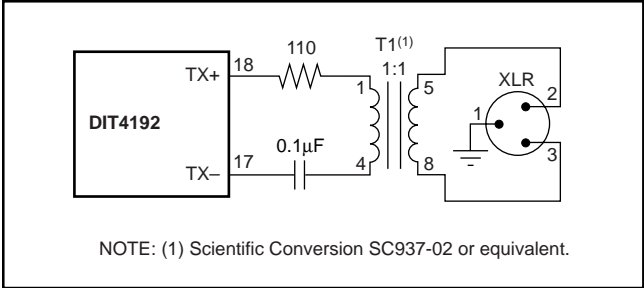 110
T1(1)
1:1
XLR
TX+
18
1
5
2
DIT4192
1
0.1μF
3
TX–
17
4
8
NOTE: (1) Scientific Conversion SC937-02 or equivalent.